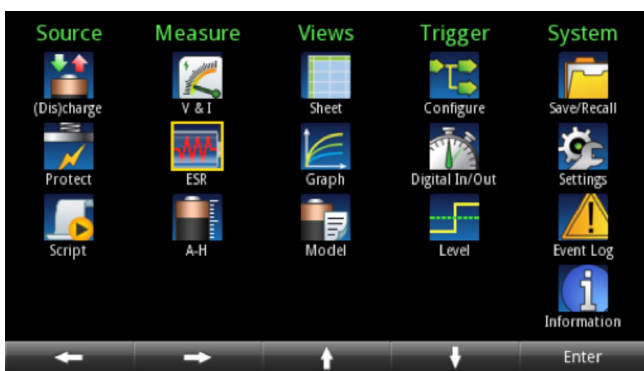 Source Measure Views Trigger System
(Dis)charge V & I Sheet Configure Save/Recall
Protect ESR Graph Digital In/Out Settings
Script A-H Model Level Event Log
Information
Enter